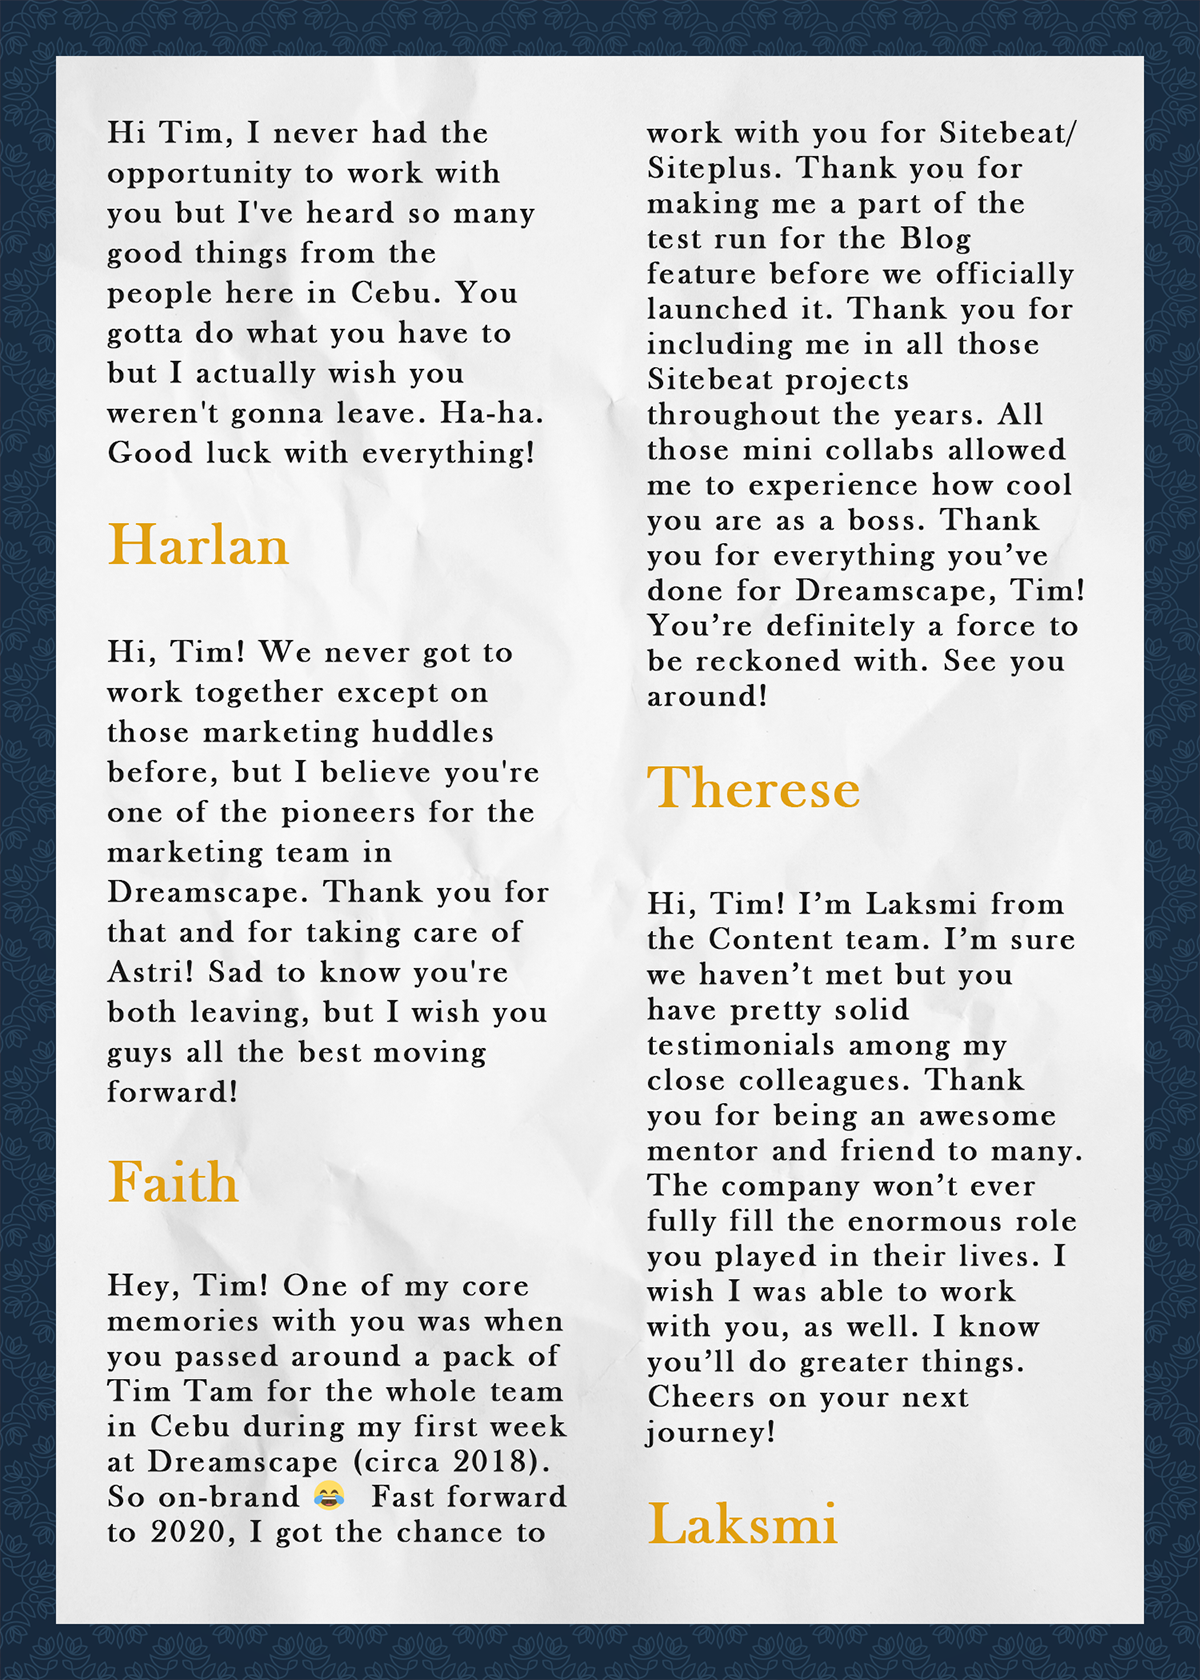 Hi Tim, I never had the
opportunity to work with
you but I've heard so many
good things from the
people here in Cebu. You
gotta do what you have to
but I actually wish you
weren't gonna leave. Ha-ha.
Good luck with everything!
Harlan
Hi, Tim! We never got to
work together except on
those marketing huddles
before, but I believe you're
one of the pioneers for the
marketing team in
Dreamscape. Thank you for
that and for taking care of
Astri! Sad to know you're
both leaving, but I wish you
guys all the best moving
forward!
Faith
Hey, Tim! One of my core
memories with you was when
you passed around a pack of
Tim Tam for the whole team
in Cebu during my first week
at Dreamscape (circa 2018).
So on-brand 😂 Fast forward
to 2020, I got the chance to
work with you for Sitebeat/
Siteplus. Thank you for
making me a part of the
test run for the Blog
feature before we officially
launched it. Thank you for
including me in all those
Sitebeat projects
throughout the years. All
those mini collabs allowed
me to experience how cool
you are as a boss. Thank
you for everything you’ve
done for Dreamscape, Tim!
You’re definitely a force to
be reckoned with. See you
around!
Therese
Hi, Tim! I’m Laksmi from
the Content team. I’m sure
we haven’t met but you
have pretty solid
testimonials among my
close colleagues. Thank
you for being an awesome
mentor and friend to many.
The company won’t ever
fully fill the enormous role
you played in their lives. I
wish I was able to work
with you, as well. I know
you’ll do greater things.
Cheers on your next
journey!
Laksmi